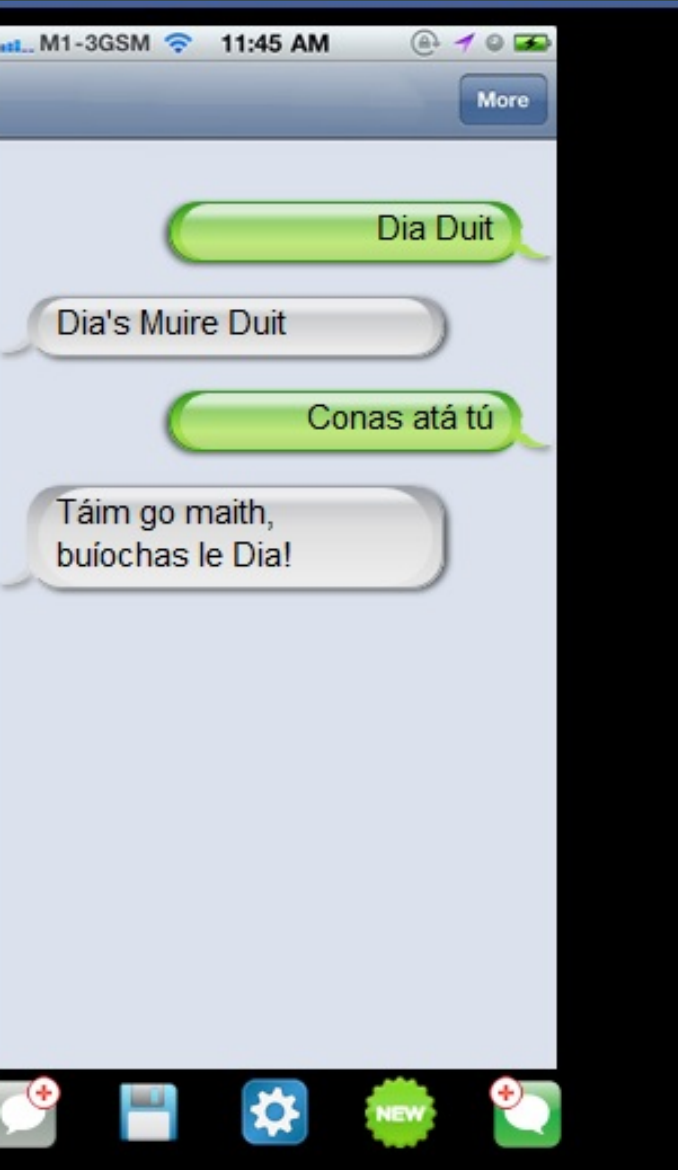 M1-3GSM 11:45 AM
More
Dia Duit
Dia's Muire Duit
Conas atá tú
Táim go maith,
buíochas le Dia!
NEW